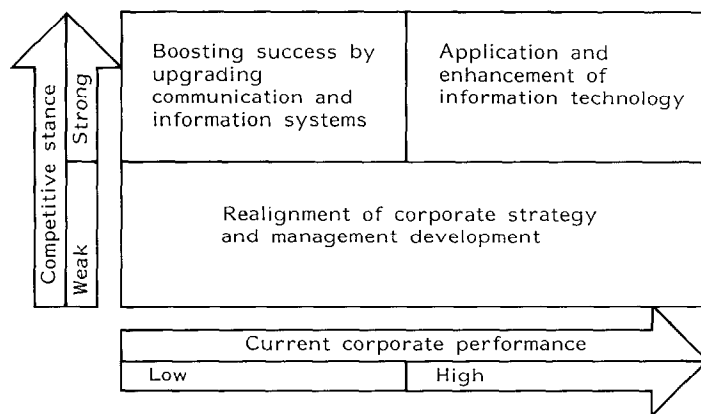 Competitive stance
Strong
Weak
Boosting success by
upgrading
communication and
information systems
Application and
enhancement of
information technology
Realignment of corporate strategy
and management development
Current corporate performance
Low
High